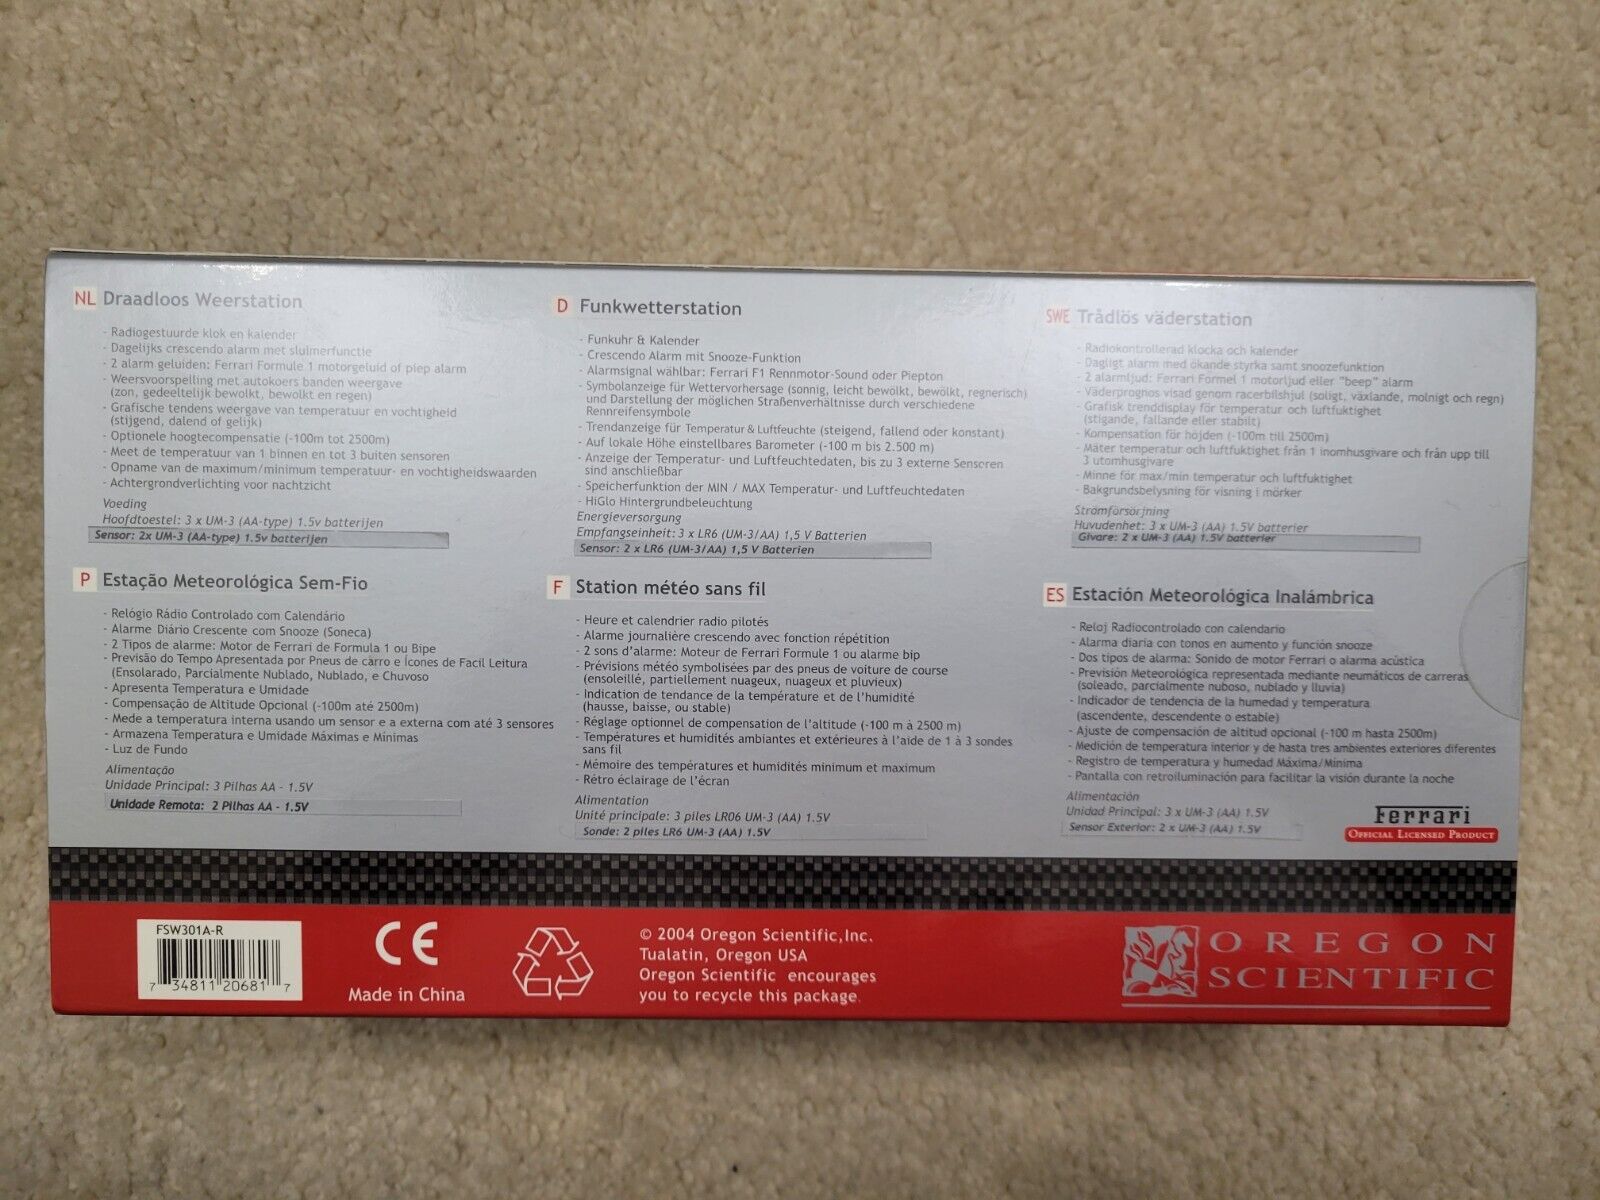 NL Draadloos Weerstation
- Radiogestuurde klok en kalender
- Dagelijks crescendo alarm met sluimerfunctie
- 2 alarm geluiden: Ferrari Formule 1 motorgeluid of piep alarm
- Weersvoorspelling met autokoers banden weergave
(zon, gedeeltelijk bewolkt, bewolkt en regen)
- Grafische tendens weergave van temperatuur en vochtigheid
(stijgend, dalend of gelijk)
- Optionele hoogtecompensatie (-100m tot 2500m)
- Meet de temperatuur van 1 binnen en tot 3 buiten sensoren
- Opname van de maximum/minimum temperatuur- en vochtigheidswaarden
- Achtergrondverlichting voor nachtzicht
Voeding
Hoofdtoestel: 3 x UM-3 (AA-type) 1.5v batterijen
Sensor: 2x UM-3 (AA-type) 1.5v batterijen
D Funkwetterstation
- Funkuhr & Kalender
- Crescendo Alarm mit Snooze-Funktion
- Alarmsignal wählbar: Ferrari F1 Rennmotor-Sound oder Piepton
- Symbolanzeige für Wettervorhersage (sonnig, leicht bewölkt, bewölkt, regnerisch)
und Darstellung der möglichen Straßenverhältnisse durch verschiedene
Rennreifensymbole
- Trendanzeige für Temperatur & Luftfeuchte (steigend, fallend oder konstant)
- Auf lokale Höhe einstellbares Barometer (-100 m bis 2.500 m)
- Anzeige der Temperatur- und Luftfeuchtedaten, bis zu 3 externe Sensoren
sind anschließbar
- Speicherfunktion der MIN / MAX Temperatur- und Luftfeuchtedaten
- HiGlo Hintergrundbeleuchtung
Energieversorgung
Empfangseinheit: 3 x LR6 (UM-3/AA) 1,5 V Batterien
Sensor: 2 x LR6 (UM-3/AA) 1,5 V Batterien
SWE Trådlös väderstation
- Radiokontrollerad klocka och kalender
- Dagligt alarm med ökande styrka samt snoozefunktion
- 2 alarmljud: Ferrari Formel 1 motorljud eller "beep" alarm
- Väderprognos visad genom racerbilshjul (soligt, växlande, molnigt och regn)
- Grafisk trenddisplay för temperatur och luftfuktighet
(stigande, fallande eller stabilt)
- Kompensation för höjden (-100m till 2500m)
- Mäter temperatur och luftfuktighet från 1 inomhusgivare och från upp till
3 utomhusgivare
- Minne för max/min temperatur och luftfuktighet
- Bakgrundsbelysning för visning i mörker
Strömförsörjning
Huvudenhet: 3 x UM-3 (AA) 1.5V batterier
Givare: 2 x UM-3 (AA) 1.5V batterier
P Estação Meteorológica Sem-Fio
- Relógio Rádio Controlado com Calendário
- Alarme Diário Crescente com Snooze (Soneca)
- 2 Tipos de alarme: Motor de Ferrari de Formula 1 ou Bipe
- Previsão do Tempo Apresentada por Pneus de carro e Ícones de Facil Leitura
(Ensolarado, Parcialmente Nublado, Nublado, e Chuvoso
- Apresenta Temperatura e Umidade
- Compensação de Altitude Opcional (-100m até 2500m)
- Mede a temperatura interna usando um sensor e a externa com até 3 sensores
- Armazena Temperatura e Umidade Máximas e Mínimas
- Luz de Fundo
Alimentação
Unidade Principal: 3 Pilhas AA - 1.5V
Unidade Remota: 2 Pilhas AA - 1.5V
F Station météo sans fil
- Heure et calendrier radio pilotés
- Alarme journalière crescendo avec fonction répétition
- 2 sons d'alarme: Moteur de Ferrari Formule 1 ou alarme bip
- Prévisions météo symbolisées par des pneus de voiture de course
(ensoleillé, partiellement nuageux, nuageux et pluvieux)
- Indication de tendance de la température et de l'humidité
(hausse, baisse, ou stable)
- Réglage optionnel de compensation de l'altitude (-100 m à 2500 m)
- Températures et humidités ambiantes et extérieures à l'aide de 1 à 3 sondes
sans fil
- Mémoire des températures et humidités minimum et maximum
- Rétro éclairage de l'écran
Alimentation
Unité principale: 3 piles LR06 UM-3 (AA) 1.5V
Sonde: 2 piles LR6 UM-3 (AA) 1.5V
ES Estación Meteorológica Inalámbrica
- Reloj Radiocontrolado con calendario
- Alarma diaria con tonos en aumento y función snooze
- Dos tipos de alarma: Sonido de motor Ferrari o alarma acústica
- Previsión Meteorológica representada mediante neumáticos de carreras
(soleado, parcialmente nuboso, nublado y lluvia)
- Indicador de tendencia de la humedad y temperatura
(ascendente, descendente o estable)
- Ajuste de compensación de altitud opcional (-100 m hasta 2500m)
- Medición de temperatura interior y de hasta tres ambientes exteriores diferentes
- Registro de temperatura y humedad Máxima/Mínima
- Pantalla con retroiluminación para facilitar la visión durante la noche
Alimentación
Unidad Principal: 3 x UM-3 (AA) 1.5V
Sensor Exterior: 2 x UM-3 (AA) 1.5V
Ferrari
OFFICIAL LICENSED PRODUCT
FSW301A-R
7 34811 20681 7
CE
Made in China
© 2004 Oregon Scientific,Inc.
Tualatin, Oregon USA
Oregon Scientific encourages
you to recycle this package.
OREGON
SCIENTIFIC